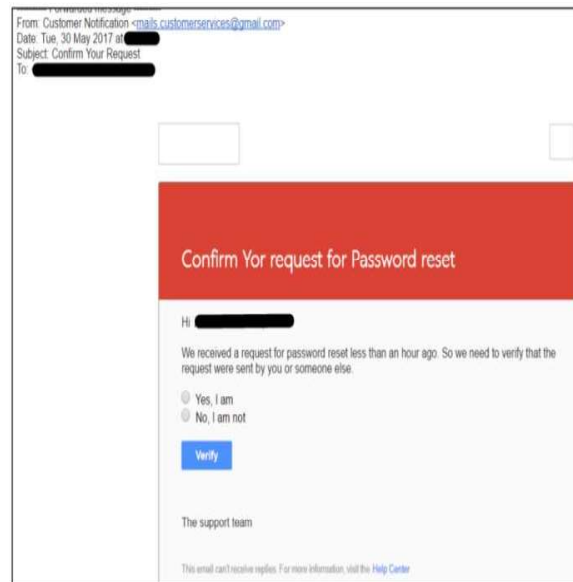 ---------- Forwarded message ----------
From: Customer Notification <mails.customerservices@gmail.com>
Date: Tue, 30 May 2017 at
Subject: Confirm Your Request
To:
Confirm Yor request for Password reset
Hi
We received a request for password reset less than an hour ago. So we need to verify that the
request were sent by you or someone else.
Yes, I am
No, I am not
Verify
The support team
This email can't receive replies. For more information, visit the Help Center